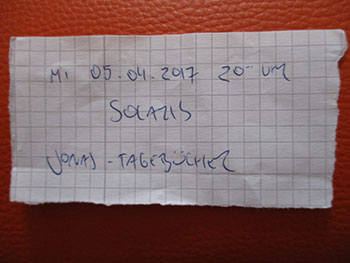 MI 05.04.2017 20
SOLARIS
JONAS - TAGEBÜCHER